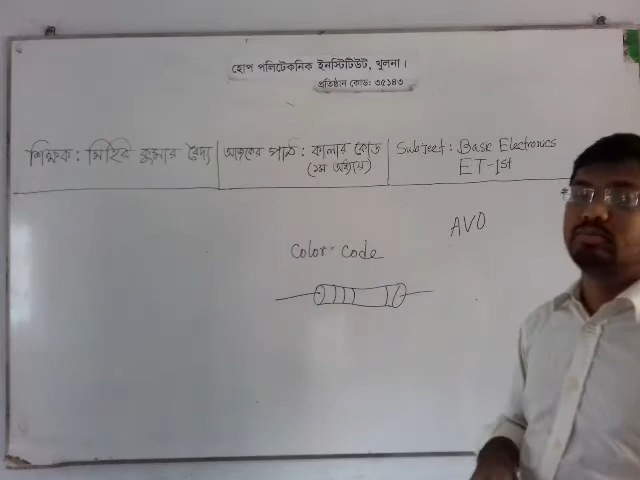 হোপ পলিটেকনিক ইনস্টিটিউট, খুলনা।
প্রতিষ্ঠান কোড: ৩৫১৪৩
শিক্ষক: মিহির কুমার বৈদ্য
আজকের পাঠ: কালার কোড
(১ম অধ্যায়)
Subject: Basic Electronics
ET-1st
AVO
Color Code